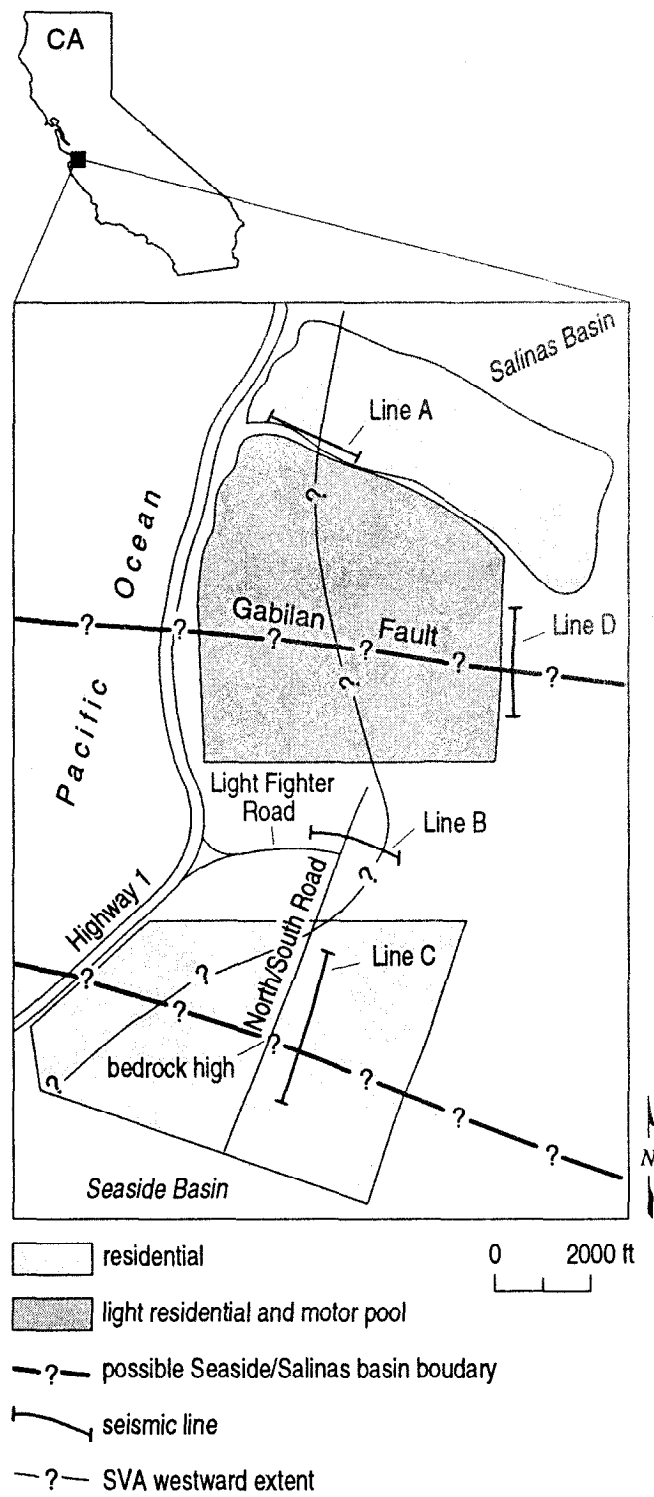 CA
Salinas Basin
Line A
?
Pacific Ocean
Gabilan Fault
? ? ? ? ? ?
Line D
?
Light Fighter
Road
Line B
?
Highway 1
North/South Road
Line C
?
? ? ? ? ? ?
bedrock high
?
Seaside Basin
N
residential
0 2000 ft
light residential and motor pool
? possible Seaside/Salinas basin boudary
seismic line
? SVA westward extent